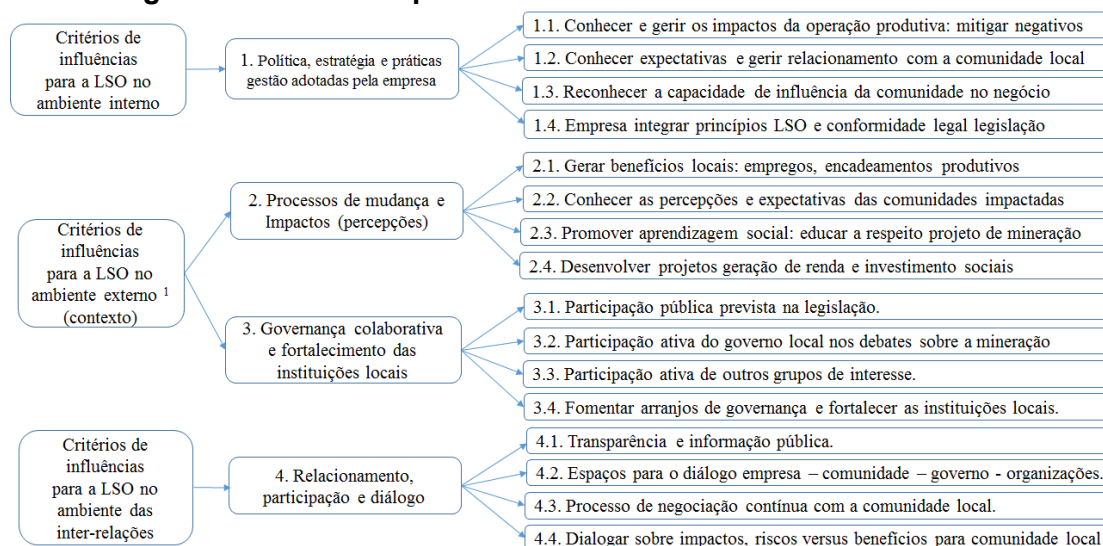 Critérios de
influências
para a LSO no
ambiente interno
1. Política, estratégia e práticas
gestão adotadas pela empresa
1.1. Conhecer e gerir os impactos da operação produtiva: mitigar negativos
1.2. Conhecer expectativas e gerir relacionamento com a comunidade local
1.3. Reconhecer a capacidade de influência da comunidade no negócio
1.4. Empresa integrar princípios LSO e conformidade legal legislação
Critérios de
influências
para a LSO no
ambiente externo 1
(contexto)
2. Processos de mudança e
Impactos (percepções)
2.1. Gerar benefícios locais: empregos, encadeamentos produtivos
2.2. Conhecer as percepções e expectativas das comunidades impactadas
2.3. Promover aprendizagem social: educar a respeito projeto de mineração
2.4. Desenvolver projetos geração de renda e investimento sociais
3. Governança colaborativa
e fortalecimento das
instituições locais
3.1. Participação pública prevista na legislação.
3.2. Participação ativa do governo local nos debates sobre a mineração
3.3. Participação ativa de outros grupos de interesse.
3.4. Fomentar arranjos de governança e fortalecer as instituições locais.
Critérios de
influências
para a LSO no
ambiente das
inter-relações
4. Relacionamento,
participação e diálogo
4.1. Transparência e informação pública.
4.2. Espaços para o diálogo empresa – comunidade – governo - organizações.
4.3. Processo de negociação contínua com a comunidade local.
4.4. Dialogar sobre impactos, riscos versus benefícios para comunidade local